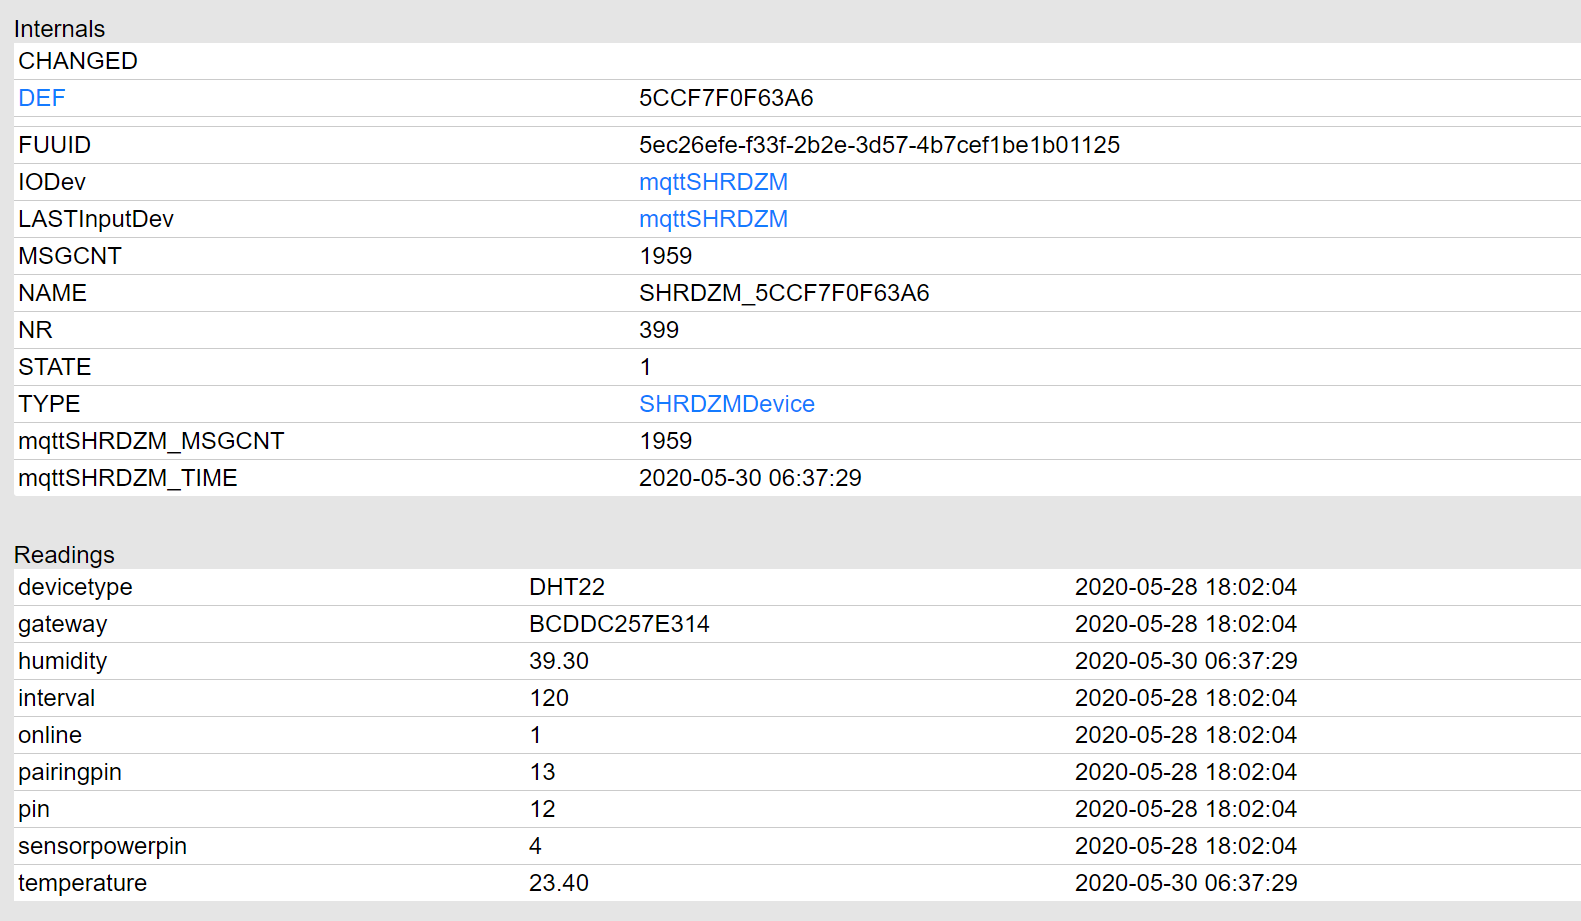 Internals
CHANGED
DEF 5CCF7F0F63A6
FUUID 5ec26efe-f33f-2b2e-3d57-4b7cef1be1b01125
IODev mqttSHRDZM
LASTInputDev mqttSHRDZM
MSGCNT 1959
NAME SHRDZM_5CCF7F0F63A6
NR 399
STATE 1
TYPE SHRDZMDevice
mqttSHRDZM_MSGCNT 1959
mqttSHRDZM_TIME 2020-05-30 06:37:29
Readings
devicetype DHT22 2020-05-28 18:02:04
gateway BCDDC257E314 2020-05-28 18:02:04
humidity 39.30 2020-05-30 06:37:29
interval 120 2020-05-28 18:02:04
online 1 2020-05-28 18:02:04
pairingpin 13 2020-05-28 18:02:04
pin 12 2020-05-28 18:02:04
sensorpowerpin 4 2020-05-28 18:02:04
temperature 23.40 2020-05-30 06:37:29